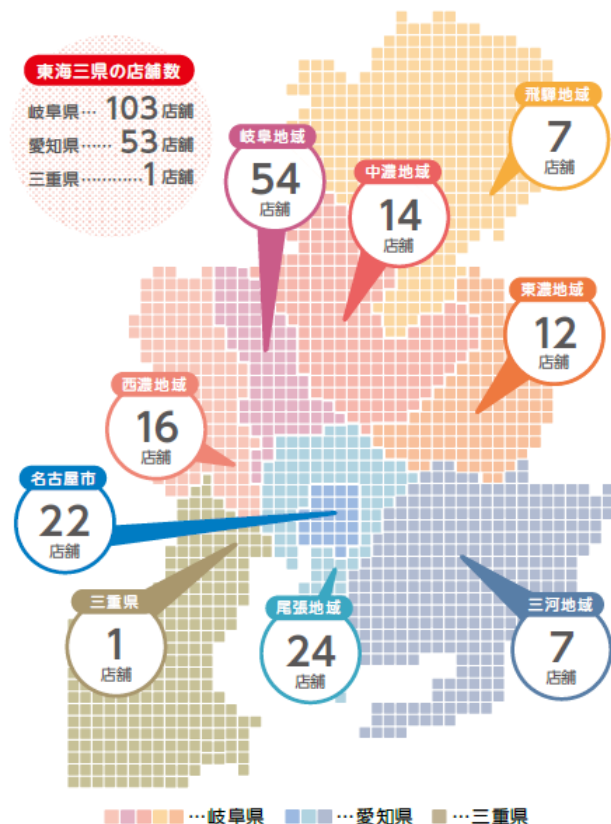 東海三県の店舗数
岐阜県… 103 店舗
愛知県…… 53 店舗
三重県…………1 店舗
飛騨地域
7
店舗
岐阜地域
54
店舗
中濃地域
14
店舗
東濃地域
12
店舗
西濃地域
16
店舗
名古屋市
22
店舗
三重県
1
店舗
尾張地域
24
店舗
三河地域
7
店舗
…岐阜県 …愛知県 …三重県